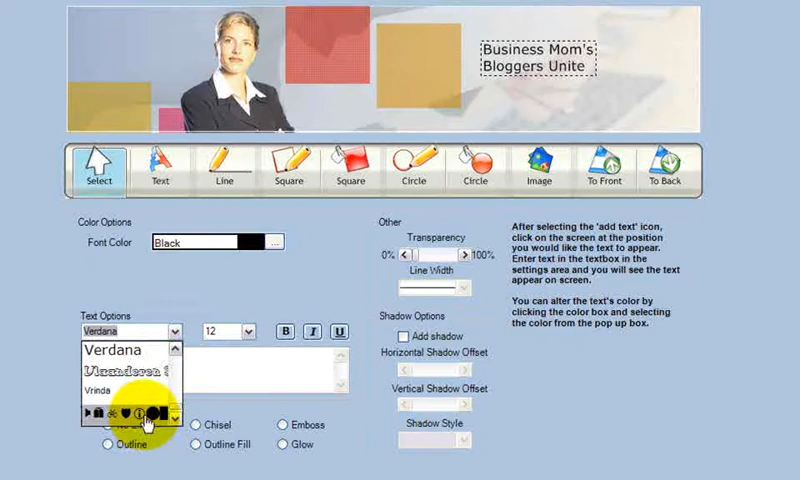 Business Mom's
Bloggers Unite
Select
Text
Line
Square
Square
Circle
Circle
Image
To Front
To Back
Color Options
Font Color
Black
...
Other
Transparency
0%
100%
Line Width
After selecting the 'add text' icon,
click on the screen at the position
you would like the text to appear.
Enter text in the textbox in the
settings area and you will see the text
appear on screen.
You can alter the text's color by
clicking the color box and selecting
the color from the pop up box.
Text Options
Verdana
12
B
I
U
Verdana
Vlaanderen
Vrinda
Shadow Options
Add shadow
Horizontal Shadow Offset
Vertical Shadow Offset
Shadow Style
Chisel
Emboss
Outline
Outline Fill
Glow